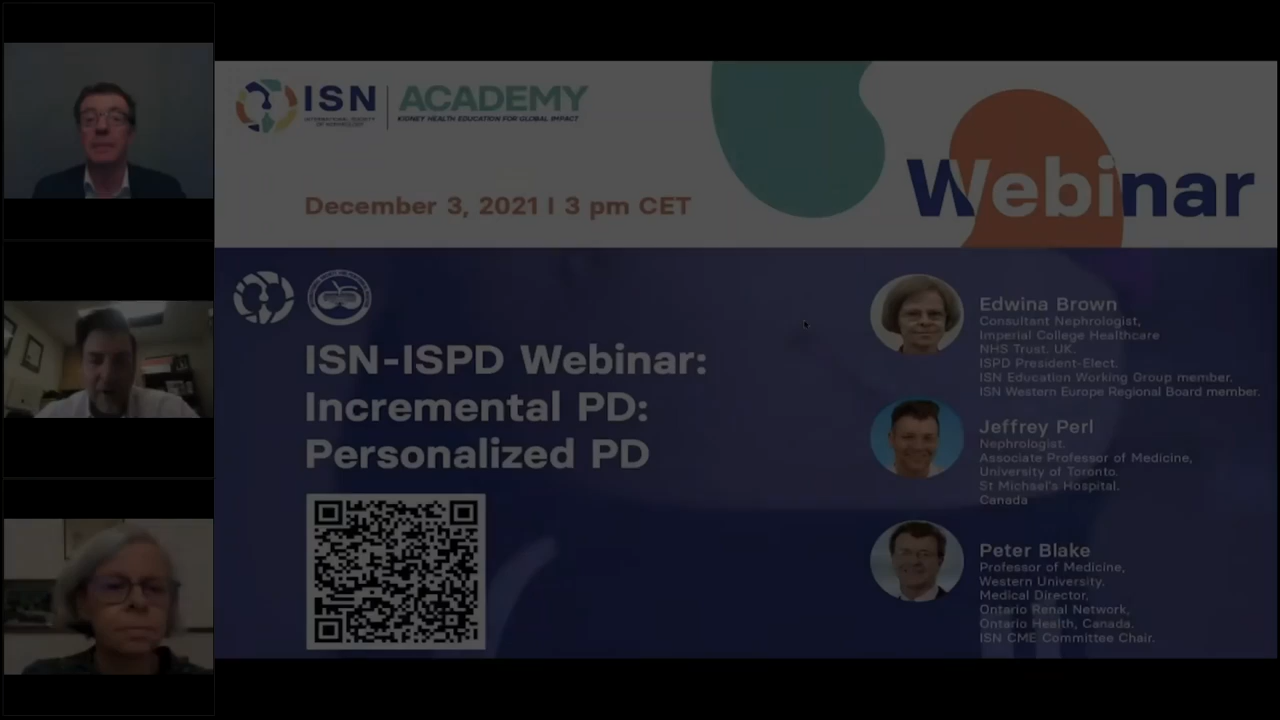 ISN
INTERNATIONAL SOCIETY
OF NEPHROLOGY
ACADEMY
KIDNEY HEALTH EDUCATION FOR GLOBAL IMPACT
December 3, 2021 I 3 pm CET
Webinar
ISN-ISPD Webinar:
Incremental PD:
Personalized PD
Edwina Brown
Consultant Nephrologist,
Imperial College Healthcare
NHS Trust, UK.
ISPD President-Elect.
ISN Education Working Group member.
ISN Western Europe Regional Board member.
Jeffrey Perl
Nephrologist.
Associate Professor of Medicine,
University of Toronto.
St Michael's Hospital.
Canada
Peter Blake
Professor of Medicine,
Western University.
Medical Director,
Ontario Renal Network,
Ontario Health, Canada.
ISN CME Committee Chair.